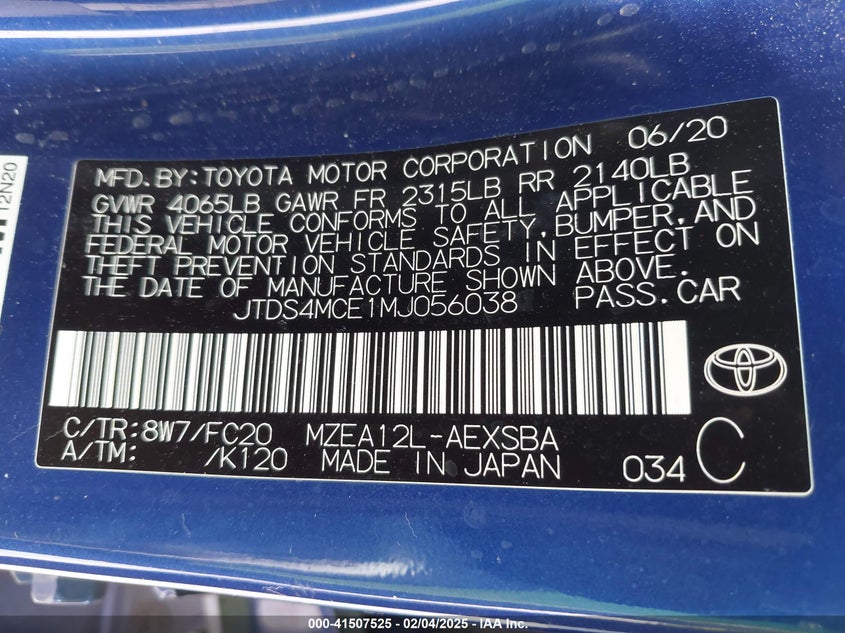 12N20
MFD.BY:TOYOTA MOTOR CORPORATION 06/20
GVWR 4065LB GAWR FR 2315LB RR 2140LB
THIS VEHICLE CONFORMS TO ALL APPLICABLE
FEDERAL MOTOR VEHICLE SAFETY,BUMPER,AND
THEFT PREVENTION STANDARDS IN EFFECT ON
THE DATE OF MANUFACTURE SHOWN ABOVE.
JTDS4MCE1MJ056038 PASS.CAR
C/TR:8W7/FC20 MZEA12L-AEXSBA
A/TM: /K120 MADE IN JAPAN 034 C
000-41507525 - 02/04/2025 - IAA Inc.